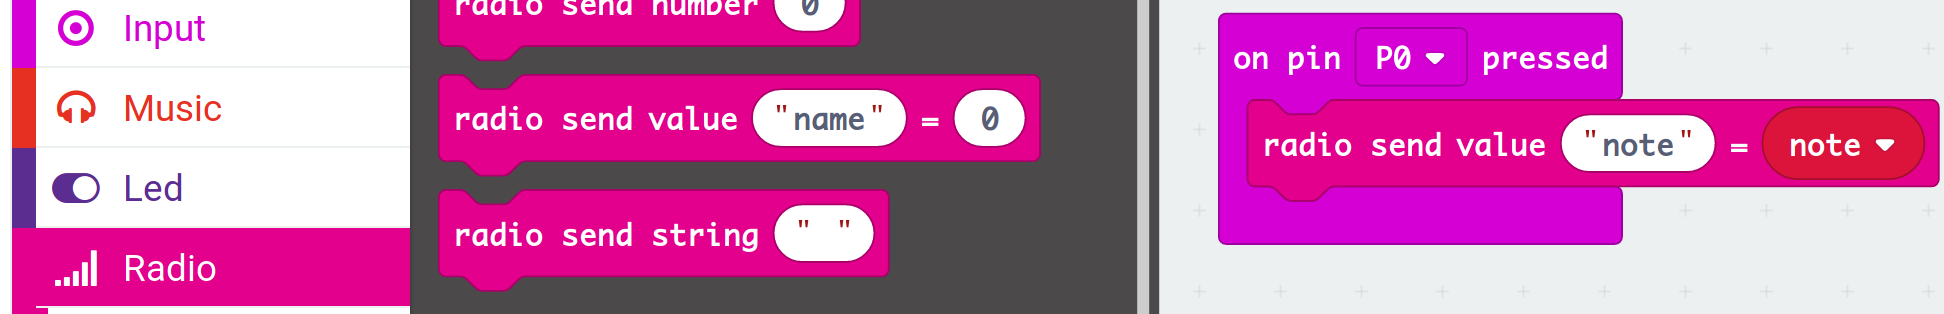 Input
Music
Led
Radio
radio send number 0
radio send value "name" = 0
radio send string " "
on pin P0 pressed
radio send value "note" = note